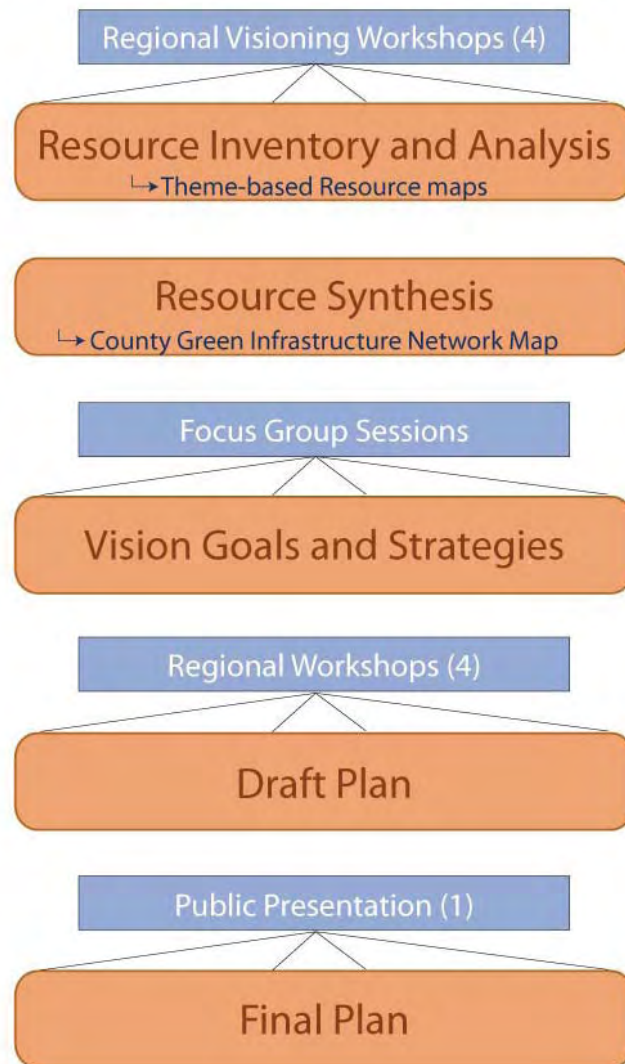 Regional Visioning Workshops (4)
Resource Inventory and Analysis
Theme-based Resource maps
Resource Synthesis
County Green Infrastructure Network Map
Focus Group Sessions
Vision Goals and Strategies
Regional Workshops (4)
Draft Plan
Public Presentation (1)
Final Plan